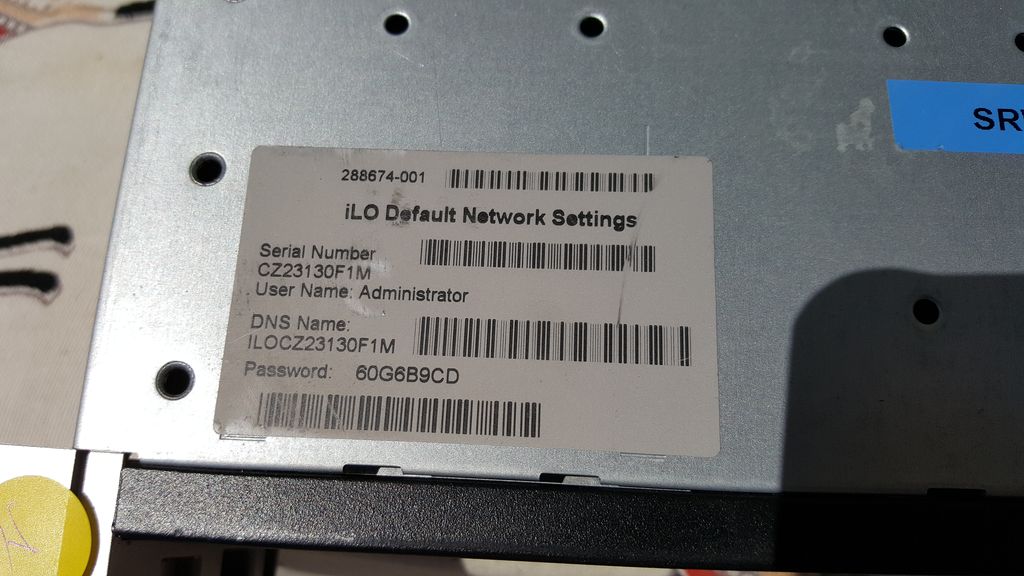 288674-001
iLO Default Network Settings
Serial Number
CZ23130F1M
User Name: Administrator
DNS Name:
ILOCZ23130F1M
Password: 60G6B9CD